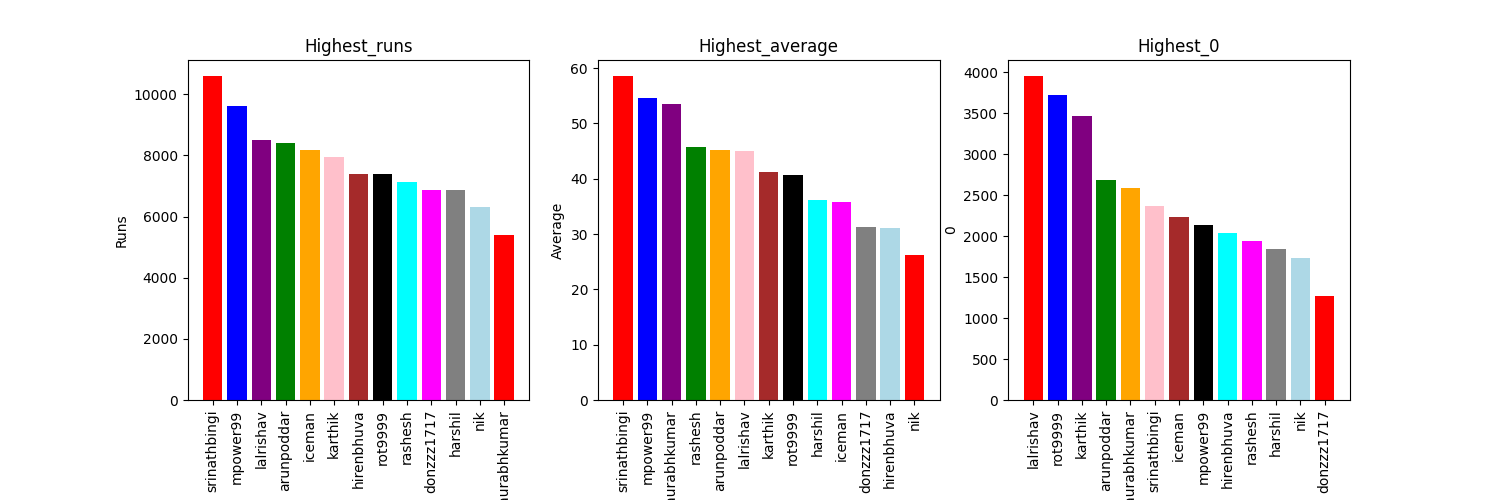 Highest_runs
Runs
10000
8000
6000
4000
2000
0
srinathbingi
mpower99
lalrishav
arunpoddar
iceman
karthik
hirenbhuva
rot9999
rashesh
donzzz1717
harshil
nik
urabhkumar
Highest_average
Average
60
50
40
30
20
10
0
srinathbingi
mpower99
urabhkumar
rashesh
arunpoddar
lalrishav
karthik
rot9999
harshil
iceman
donzzz1717
hirenbhuva
nik
Highest_0
0
4000
3500
3000
2500
2000
1500
1000
500
0
lalrishav
rot9999
karthik
arunpoddar
urabhkumar
srinathbingi
iceman
mpower99
hirenbhuva
rashesh
harshil
nik
donzzz1717